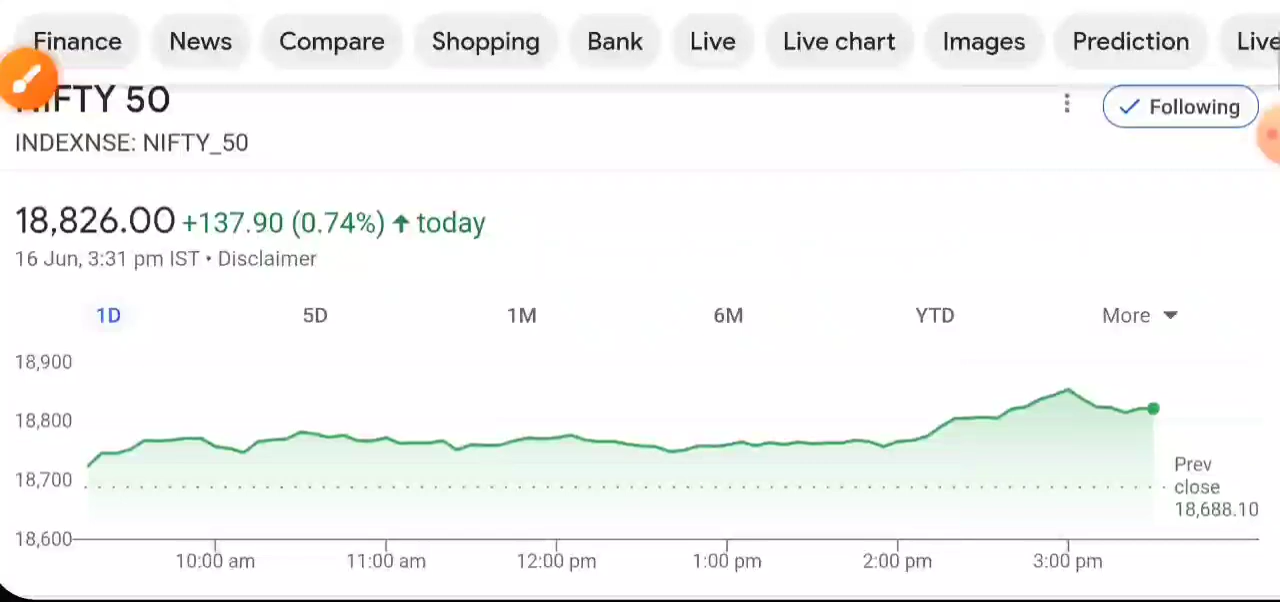 Finance News Compare Shopping Bank Live Live chart Images Prediction Live
NIFTY 50
Following
INDEXNSE: NIFTY_50
18,826.00 +137.90 (0.74%) ↑ today
16 Jun, 3:31 pm IST • Disclaimer
1D 5D 1M 6M YTD More
18,900
18,800
18,700
18,600
Prev
close
18,688.10
10:00 am 11:00 am 12:00 pm 1:00 pm 2:00 pm 3:00 pm